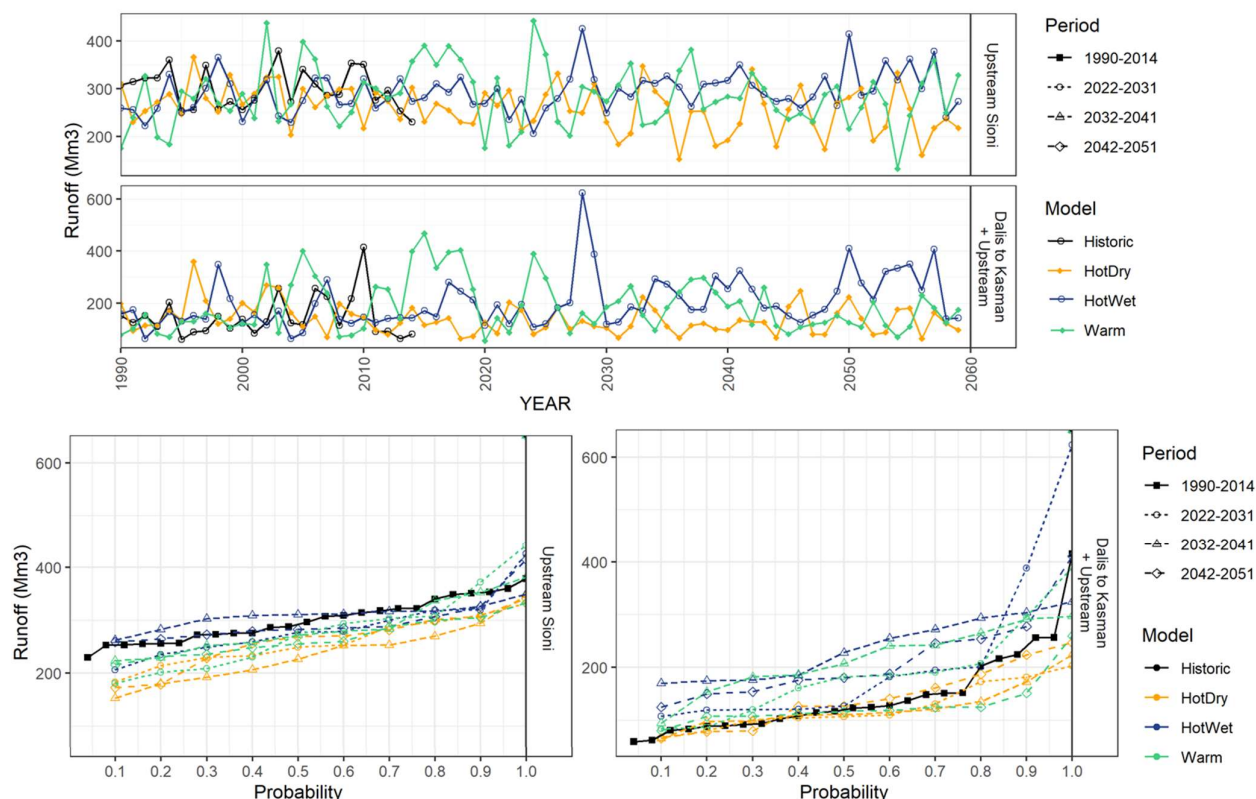 Runoff (Mm3)
400
300
200
Upstream Sioni
600
400
200
Dalis to Kasman
+ Upstream
1990
2000
2010
2020
2030
2040
2050
2060
YEAR
Period
1990-2014
2022-2031
2032-2041
2042-2051
Model
Historic
HotDry
HotWet
Warm
Runoff (Mm3)
600
400
200
Upstream Sioni
0.1 0.2 0.3 0.4 0.5 0.6 0.7 0.8 0.9 1.0
Probability
600
400
200
Dalis to Kasman
+ Upstream
0.1 0.2 0.3 0.4 0.5 0.6 0.7 0.8 0.9 1.0
Probability
Period
1990-2014
2022-2031
2032-2041
2042-2051
Model
Historic
HotDry
HotWet
Warm